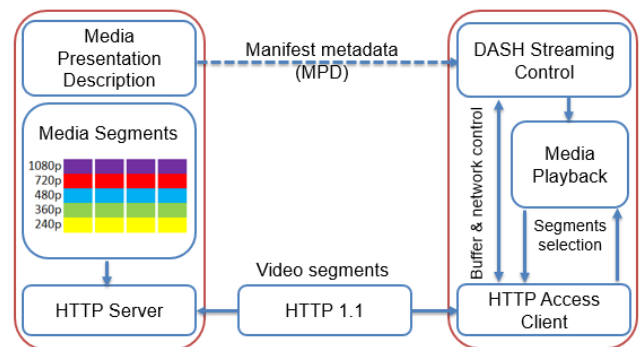 Media
Presentation
Description
Manifest metadata
(MPD)
DASH Streaming
Control
Media Segments
1080p
720p
480p
360p
240p
Buffer & network control
Media
Playback
Segments
selection
Video segments
HTTP Server
HTTP 1.1
HTTP Access
Client